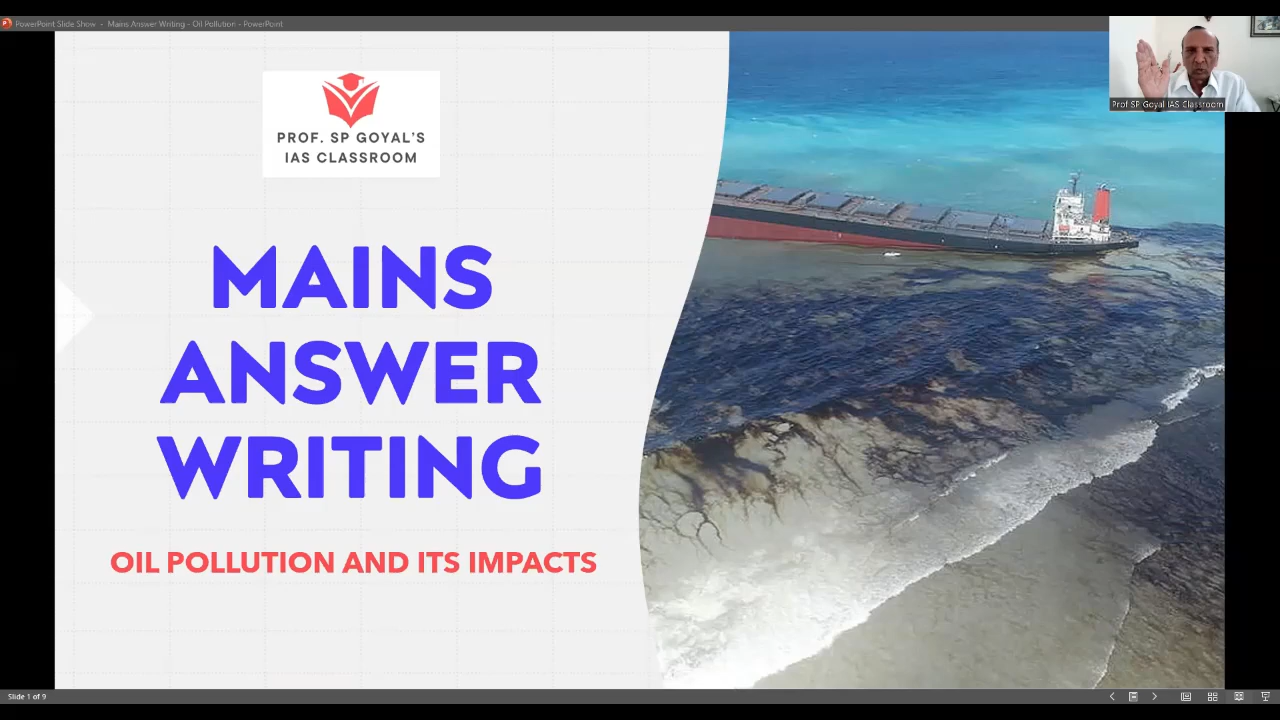 PowerPoint Slide Show - Mains Answer Writing - Oil Pollution - PowerPoint
Prof SP Goyal IAS Classroom
PROF. SP GOYAL'S
IAS CLASSROOM
MAINS
ANSWER
WRITING
OIL POLLUTION AND ITS IMPACTS
Slide 1 of 9